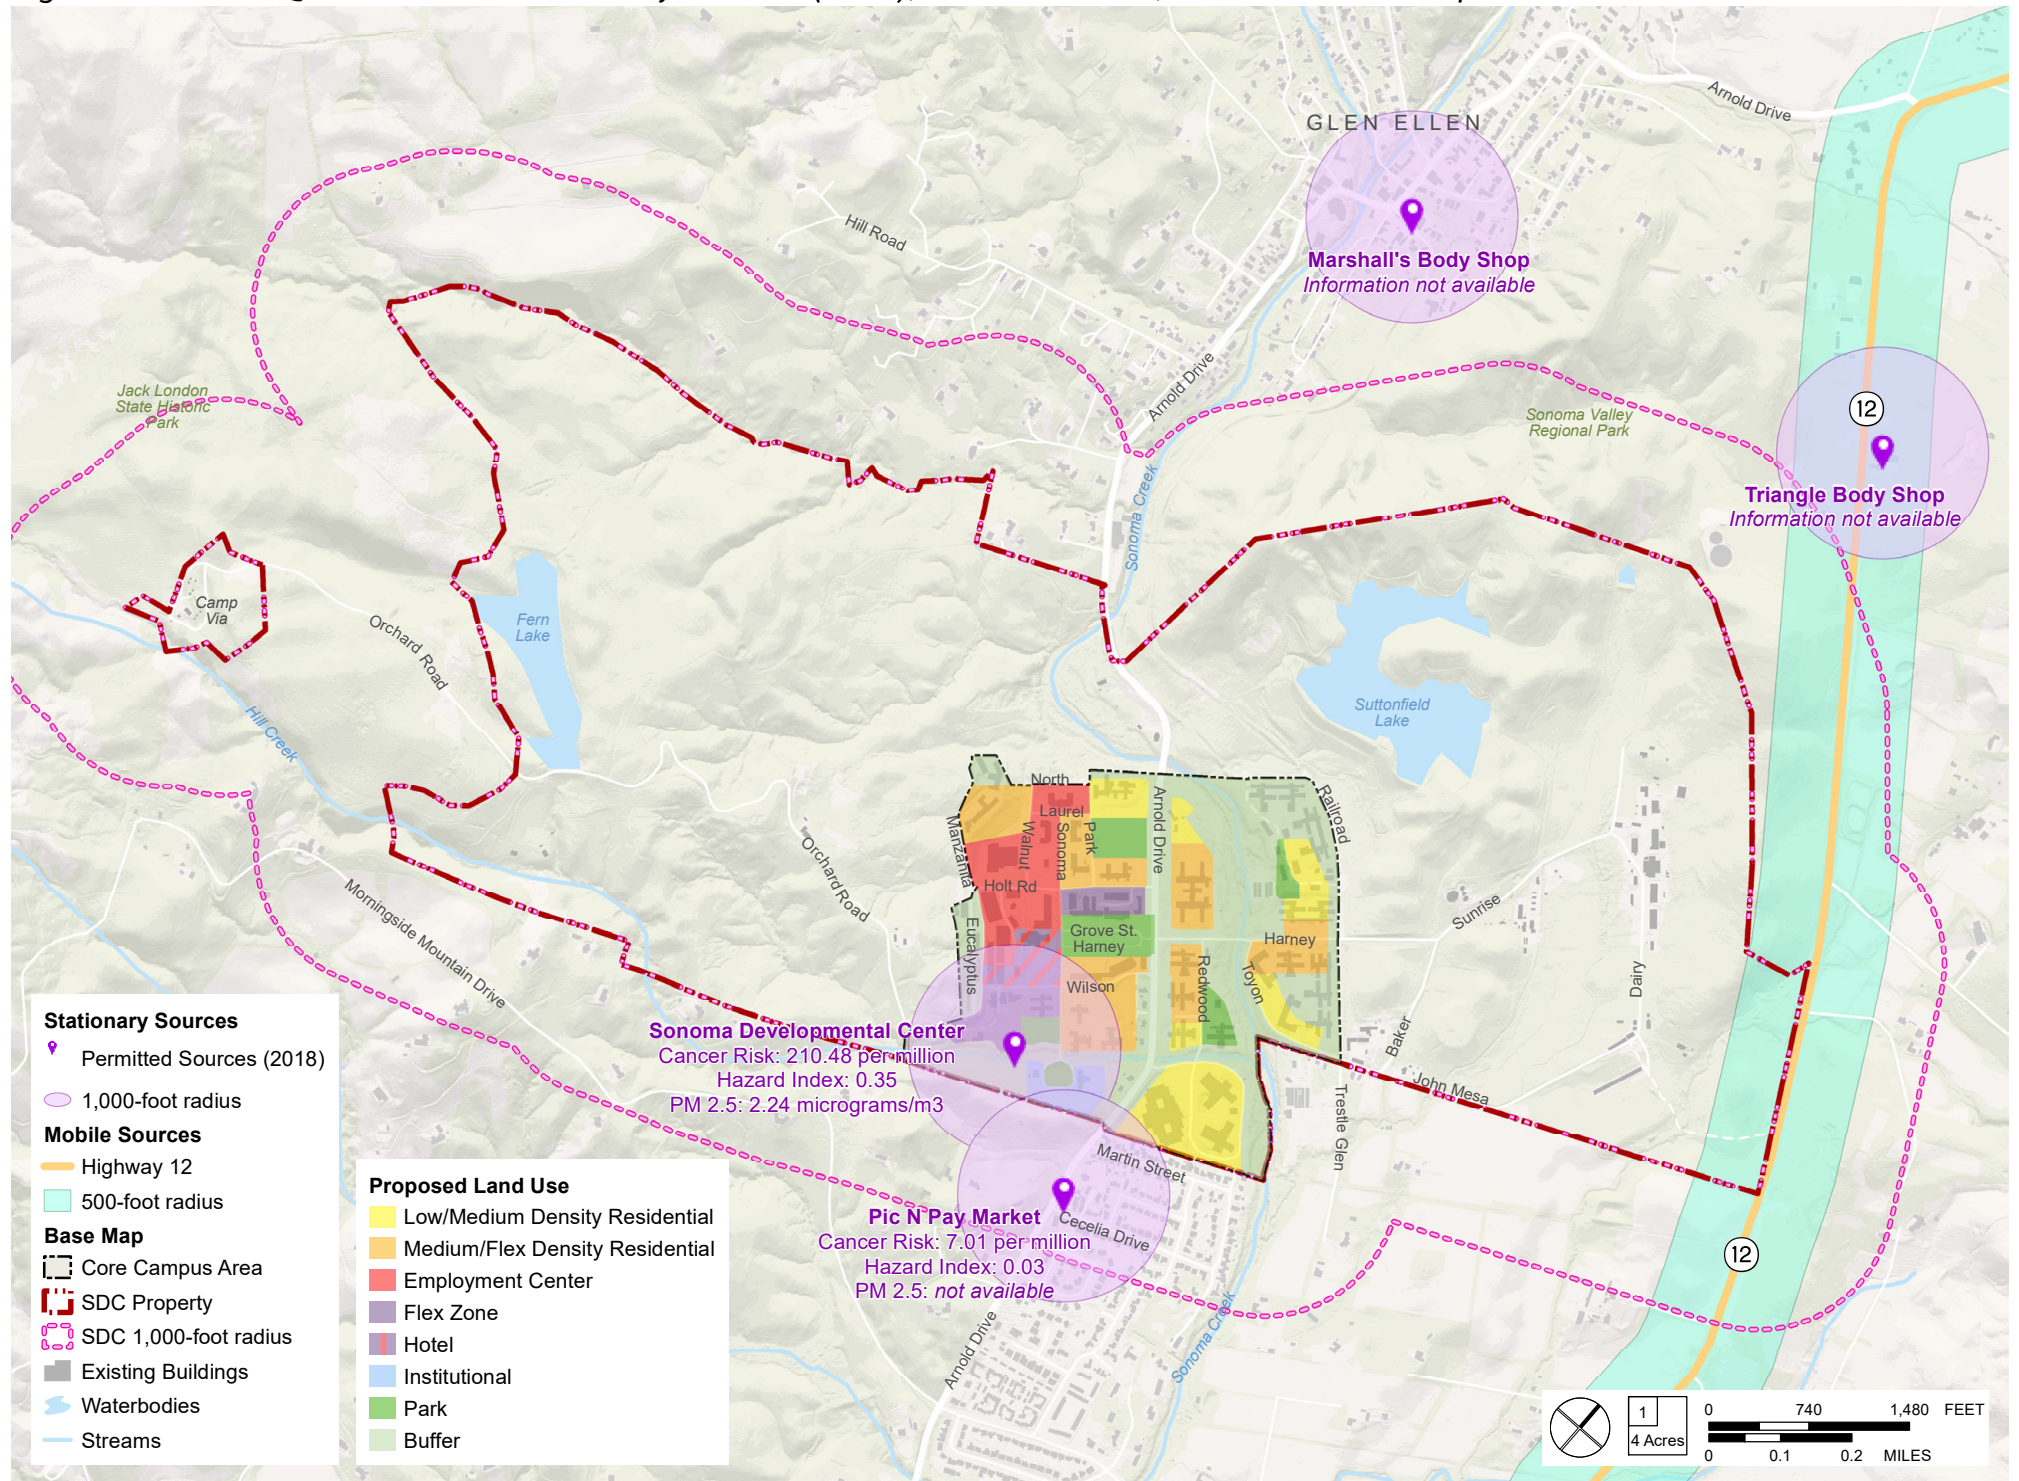 GLEN ELLEN
Arnold Drive
Hill Road
Marshall's Body Shop
Information not available
Jack London
State Historic
Park
Arnold Drive
Sonoma Valley
Regional Park
12
Sonoma Creek
Triangle Body Shop
Information not available
Camp
Via
Orchard Road
Fern
Lake
Hill Creek
Suttonfield
Lake
North
Laurel
Manzanita
Walnut
Sonoma
Park
Arnold Drive
Railroad
Orchard Road
Holt Rd
Morningside Mountain Drive
Eucalyptus
Grove St.
Harney
Harney
Sunrise
Wilson
Redwood
Toyon
Dairy
Baker
Sonoma Developmental Center
Cancer Risk: 210.48 per million
Hazard Index: 0.35
PM 2.5: 2.24 micrograms/m3
John Mesa
Trestle Glen
Martin Street
Pic N Pay Market
Cecelia Drive
Cancer Risk: 7.01 per million
Hazard Index: 0.03
PM 2.5: not available
12
Arnold Drive
Sonoma Creek
Stationary Sources
Permitted Sources (2018)
1,000-foot radius
Mobile Sources
Highway 12
500-foot radius
Base Map
Core Campus Area
SDC Property
SDC 1,000-foot radius
Existing Buildings
Waterbodies
Streams
Proposed Land Use
Low/Medium Density Residential
Medium/Flex Density Residential
Employment Center
Flex Zone
Hotel
Institutional
Park
Buffer
1
4 Acres
0 740 1,480 FEET
0 0.1 0.2 MILES